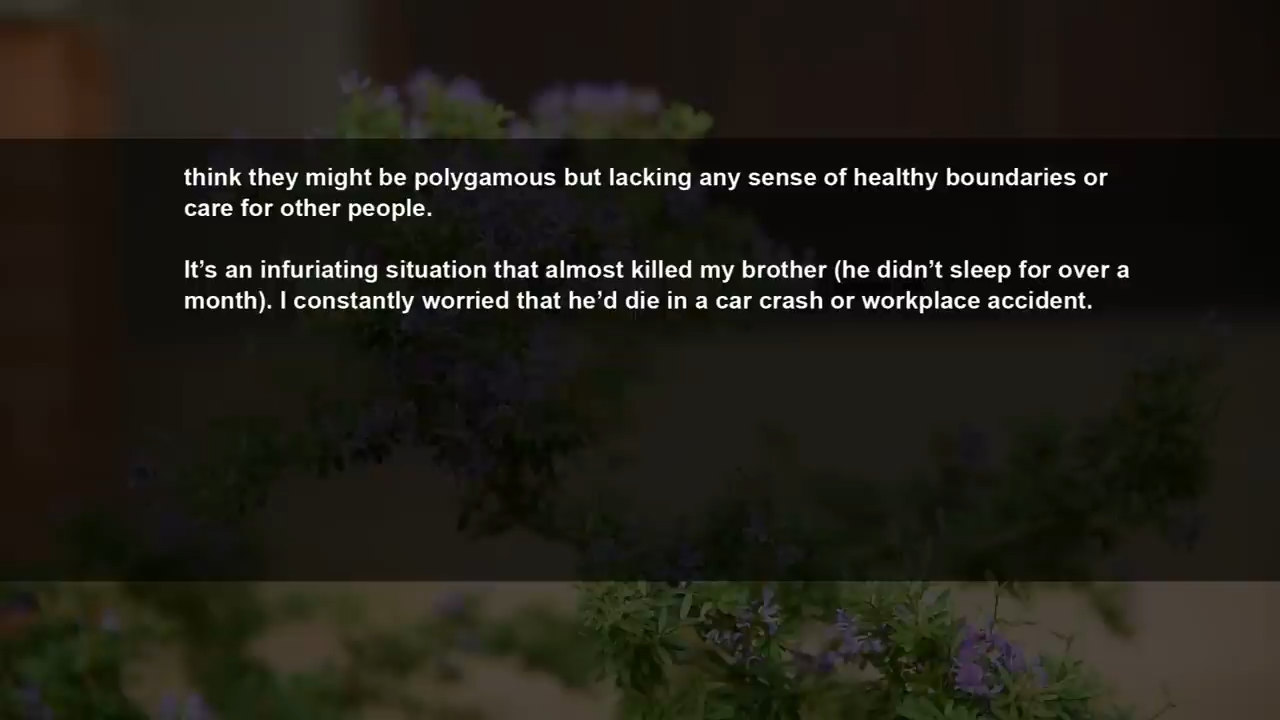 think they might be polygamous but lacking any sense of healthy boundaries or
care for other people.
It’s an infuriating situation that almost killed my brother (he didn’t sleep for over a
month). I constantly worried that he’d die in a car crash or workplace accident.